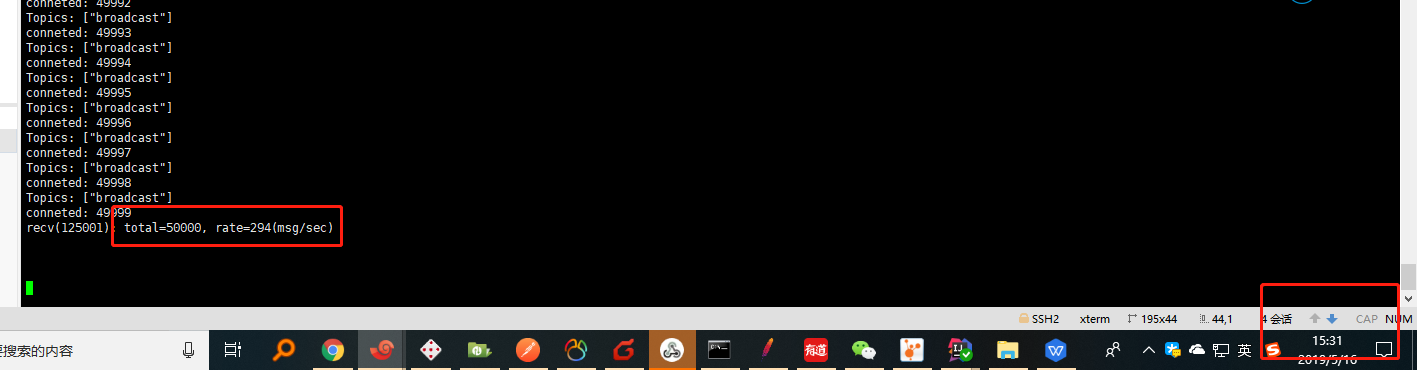 conneted: 49992
Topics: ["broadcast"]
conneted: 49993
Topics: ["broadcast"]
conneted: 49994
Topics: ["broadcast"]
conneted: 49995
Topics: ["broadcast"]
conneted: 49996
Topics: ["broadcast"]
conneted: 49997
Topics: ["broadcast"]
conneted: 49998
Topics: ["broadcast"]
conneted: 49999
recv(125001): total=50000, rate=294(msg/sec)
SSH2 xterm 195x44 44,1 4 会话 CAP NUM
要搜索的内容
有道
英
15:31
2019/5/16